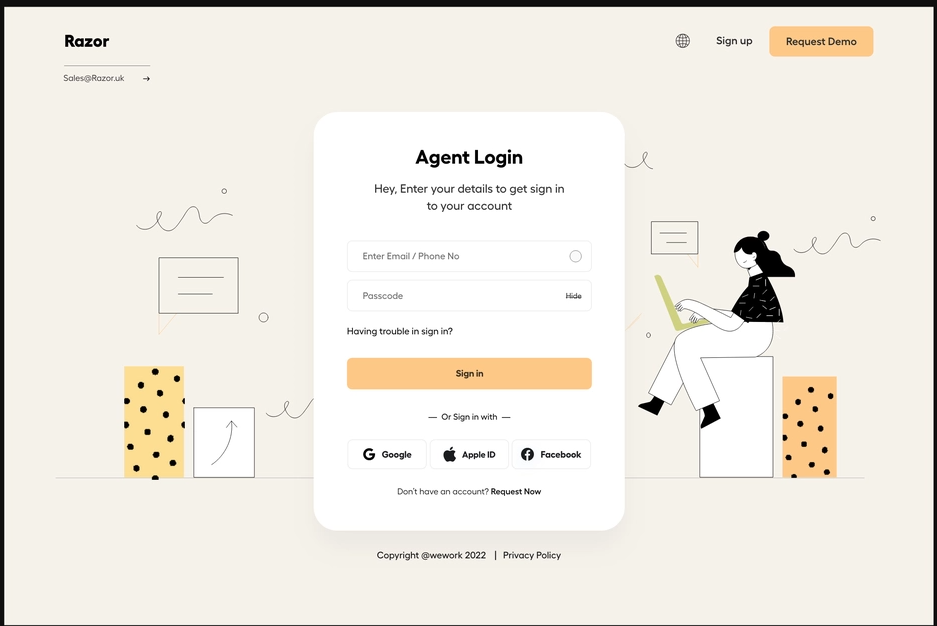 Razor
Sign up
Request Demo
Sales@Razor.uk
Agent Login
Hey, Enter your details to get sign in
to your account
Enter Email / Phone No
Passcode
Hide
Having trouble in sign in?
Sign in
Or Sign in with
Google
Apple ID
Facebook
Don't have an account? Request Now
Copyright @wework 2022 | Privacy Policy